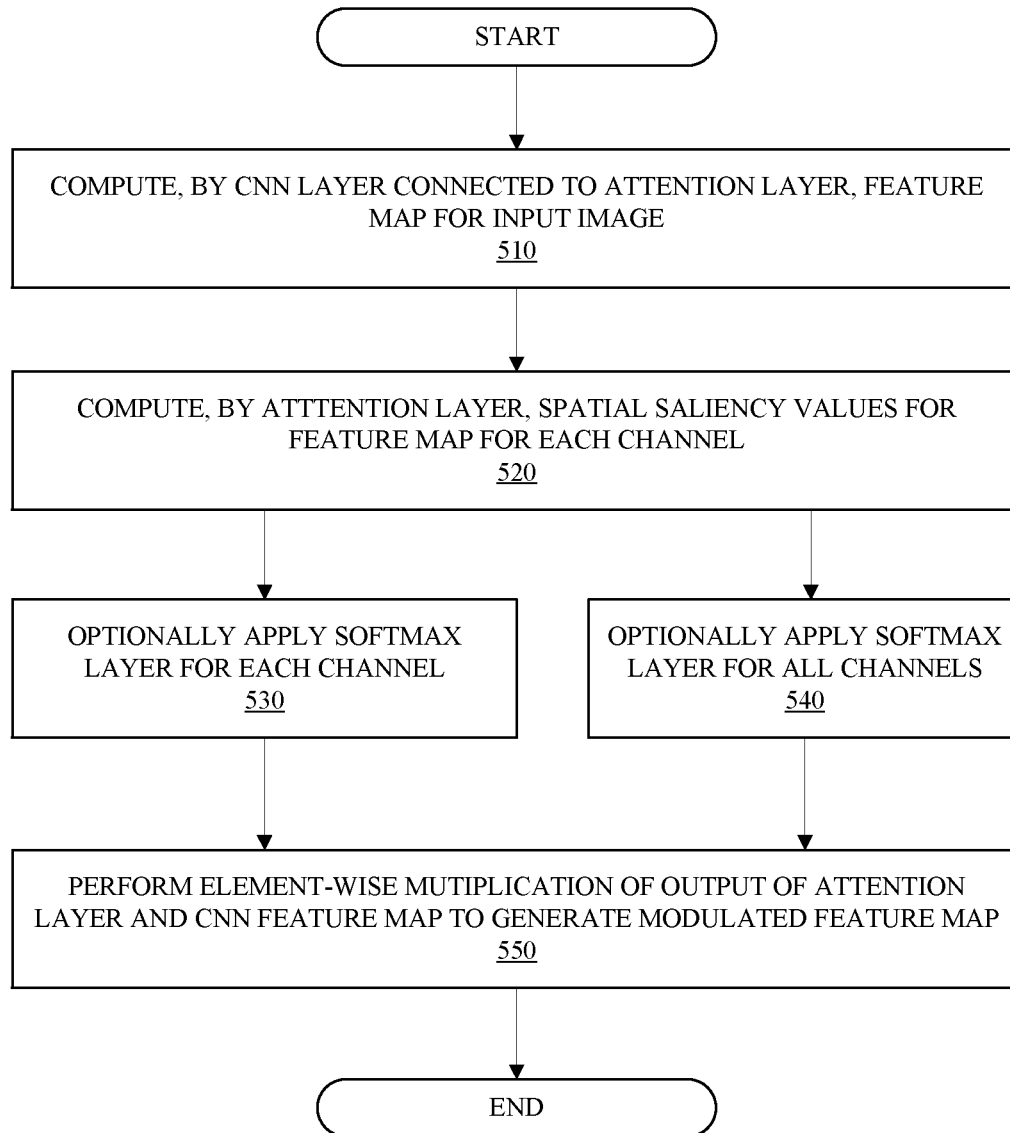 START
COMPUTE, BY CNN LAYER CONNECTED TO ATTENTION LAYER, FEATURE
MAP FOR INPUT IMAGE
510
COMPUTE, BY ATTTENTION LAYER, SPATIAL SALIENCY VALUES FOR
FEATURE MAP FOR EACH CHANNEL
520
OPTIONALLY APPLY SOFTMAX
LAYER FOR EACH CHANNEL
530
OPTIONALLY APPLY SOFTMAX
LAYER FOR ALL CHANNELS
540
PERFORM ELEMENT-WISE MUTIPLICATION OF OUTPUT OF ATTENTION
LAYER AND CNN FEATURE MAP TO GENERATE MODULATED FEATURE MAP
550
END